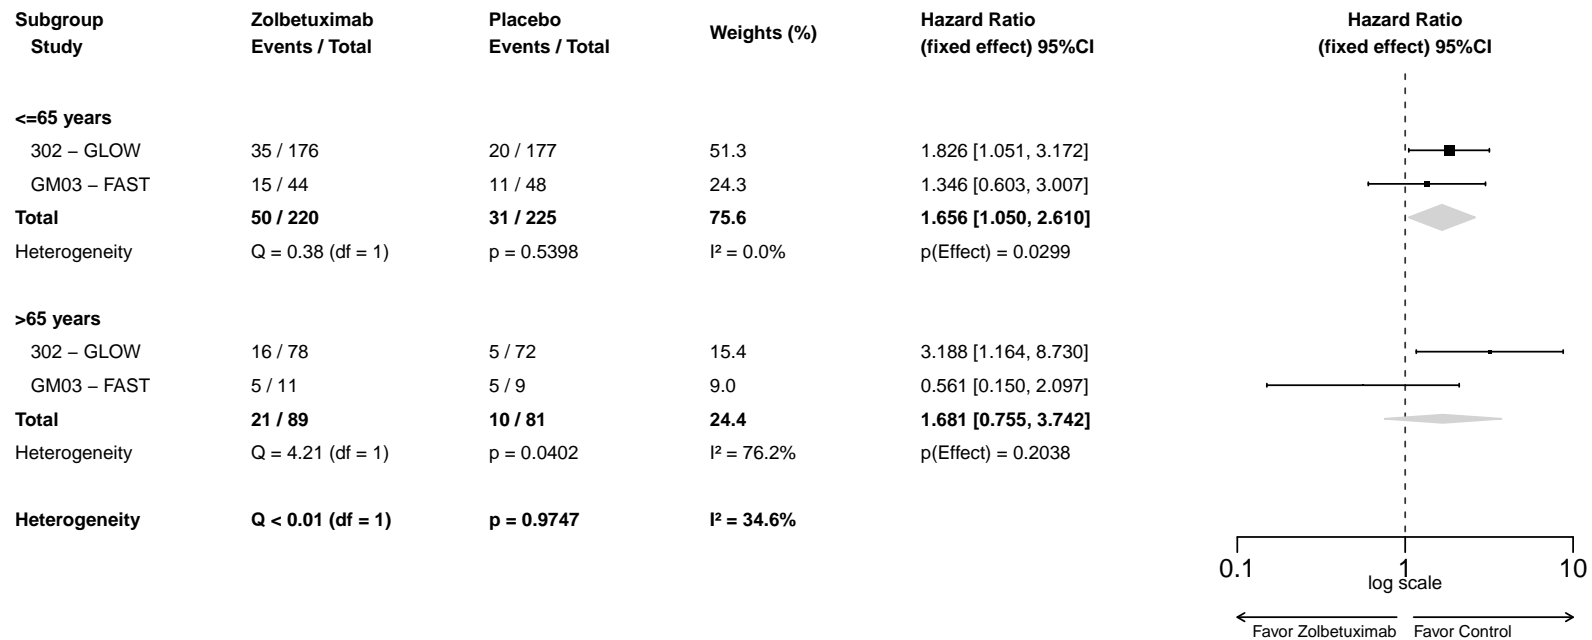 Subgroup Zolbetuximab Placebo Weights (%) Hazard Ratio Hazard Ratio
Study Events / Total Events / Total (fixed effect) 95%CI (fixed effect) 95%CI
<=65 years
302 – GLOW 35 / 176 20 / 177 51.3 1.826 [1.051, 3.172]
GM03 – FAST 15 / 44 11 / 48 24.3 1.346 [0.603, 3.007]
Total 50 / 220 31 / 225 75.6 1.656 [1.050, 2.610]
Heterogeneity Q = 0.38 (df = 1) p = 0.5398 I² = 0.0% p(Effect) = 0.0299
>65 years
302 – GLOW 16 / 78 5 / 72 15.4 3.188 [1.164, 8.730]
GM03 – FAST 5 / 11 5 / 9 9.0 0.561 [0.150, 2.097]
Total 21 / 89 10 / 81 24.4 1.681 [0.755, 3.742]
Heterogeneity Q = 4.21 (df = 1) p = 0.0402 I² = 76.2% p(Effect) = 0.2038
Heterogeneity Q < 0.01 (df = 1) p = 0.9747 I² = 34.6%
0.1 1 10
log scale
Favor Zolbetuximab Favor Control